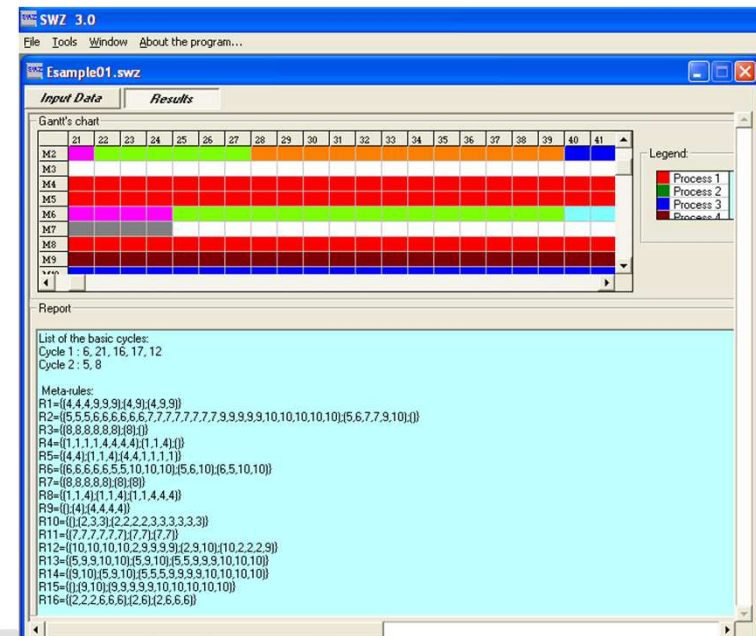 SWZ 3.0
File Tools Window About the program...
Esample01.swz
Input Data Results
Gantt's chart
21 22 23 24 25 26 27 28 29 30 31 32 33 34 35 36 37 38 39 40 41
M2
M3
M4
M5
M6
M7
M8
M9
M10
Legend:
Process 1
Process 2
Process 3
Process 4
Report
List of the basic cycles:
Cycle 1 : 6, 21, 16, 17, 12
Cycle 2 : 5, 8
Meta-rules:
R1={(4,4,4,9,9,9);(4,9);(4,9,9)}
R2={(5,5,5,6,6,6,6,6,6,7,7,7,7,7,7,7,7,9,9,9,9,9,10,10,10,10,10);(5,6,7,7,9,10);()}
R3={(8,8,8,8,8,8);(8);()}
R4={(1,1,1,1,4,4,4,4);(1,1,4);()}
R5={(4,4);(1,1,4);(4,4,1,1,1,1)}
R6={(6,6,6,6,6,5,5,10,10,10);(5,6,10);(6,5,10,10)}
R7={(8,8,8,8,8);(8);(8)}
R8={(1,1,4);(1,1,4);(1,1,4,4,4)}
R9={();(4);(4,4,4,4)}
R10={();(2,3,3);(2,2,2,2,3,3,3,3,3,3)}
R11={(7,7,7,7,7,7);(7,7);(7,7)}
R12={(10,10,10,10,2,9,9,9,9);(2,9,10);(10,2,2,2,9)}
R13={(5,9,9,10,10);(5,9,10);(5,5,9,9,9,10,10,10)}
R14={(9,10);(5,9,10);(5,5,5,9,9,9,9,10,10,10,10)}
R15={();(9,10);(9,9,9,9,9,10,10,10,10,10)}
R16={(2,2,2,6,6,6);(2,6);(2,6,6,6)}